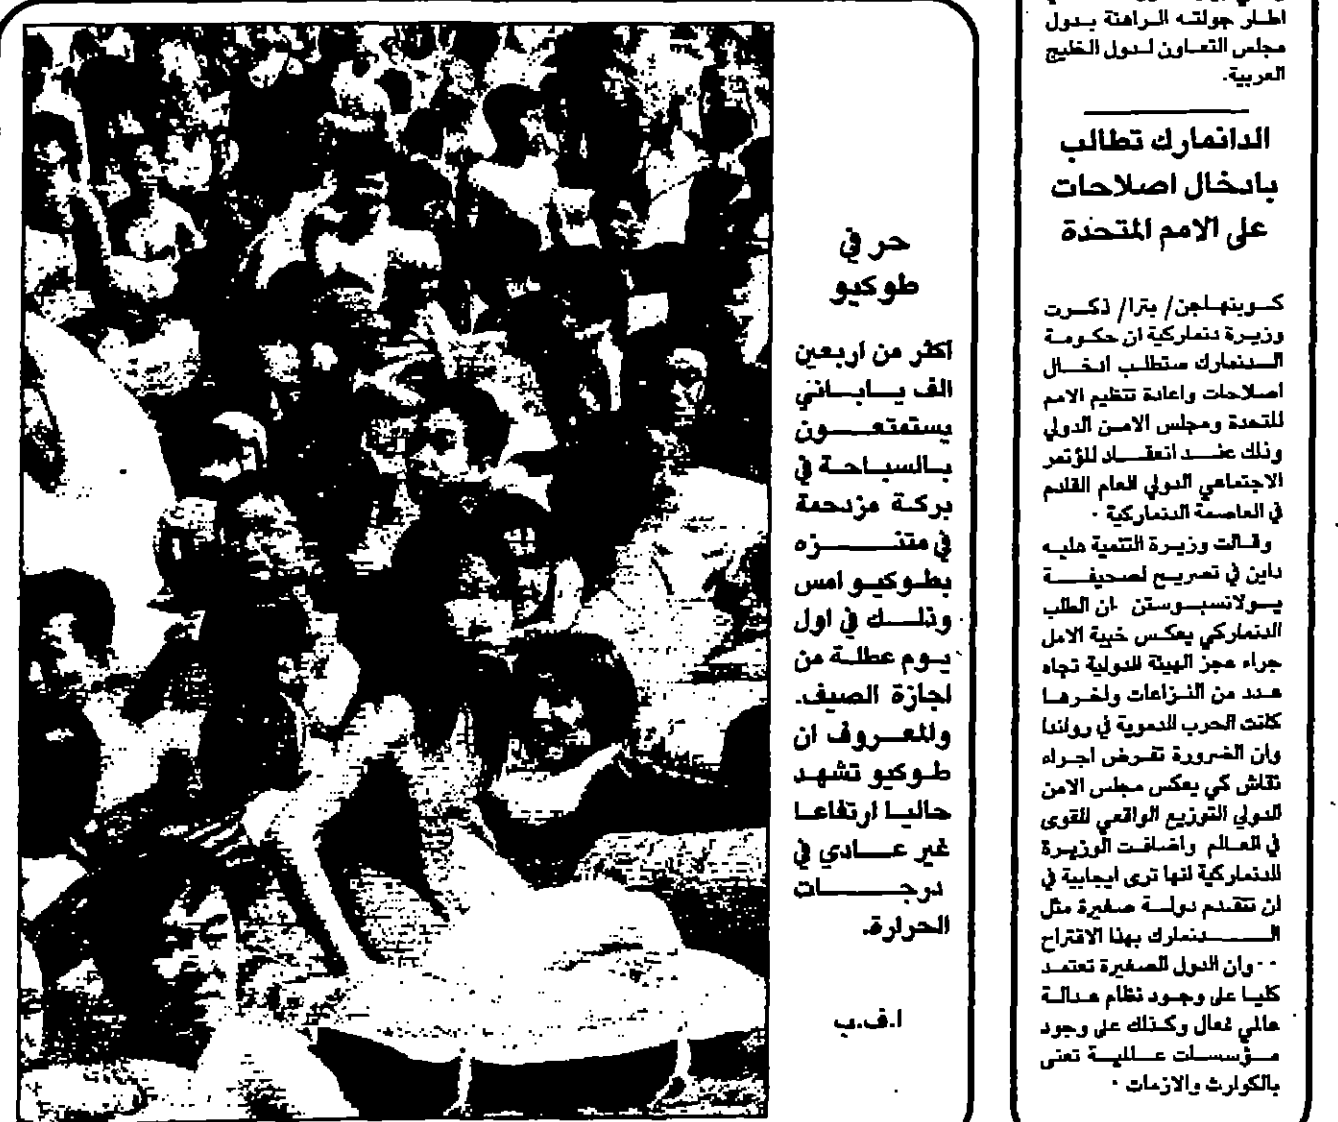 اطار جولته الراهنة بدول
مجلس التعاون لدول الخليج
العربية.
الدانمارك تطالب
بادخال اصلاحات
على الامم المتحدة
كوبنهاجن/ بترا/ ذكرت
وزيرة دنماركية ان حكومة
الدنمارك ستطلب ادخال
اصلاحات واعادة تنظيم الامم
المتحدة ومجلس الامن الدولي
وذلك عند انعقاد المؤتمر
الاجتماعي الدولي العام القادم
في العاصمة الدنماركية ٠
وقالت وزيرة التنمية هليه
داين في تصريح لصحيفة
يولانسبوستن ان الطلب
الدنماركي يعكس خيبة الامل
جراء عجز الهيئة الدولية تجاه
عدد من النزاعات واخرها
كانت الحرب الدموية في رواندا
وان الضرورة تفرض اجراء
نقاش كي يعكس مجلس الامن
الدولي التوزيع الواقعي للقوى
في العالم واضافت الوزيرة
الدنماركية انها ترى ايجابية في
ان تتقدم دولة صغيرة مثل
الدنمارك بهذا الاقتراح
٠٠ وان الدول الصغيرة تعتمد
كليا على وجود نظام عدالة
عالمي فعال وكذلك على وجود
مؤسسات عالمية تعنى
بالكوارث والازمات ٠
حر في
طوكيو
اكثر من اربعين
الف ياباني
يستمتعون
بالسباحة في
بركة مزدحمة
في متنزه
بطوكيو امس
وذلك في اول
يوم عطلة من
اجازة الصيف.
والمعروف ان
طوكيو تشهد
حاليا ارتفاعا
غير عادي في
درجات
الحرارة.
ا.ف.ب